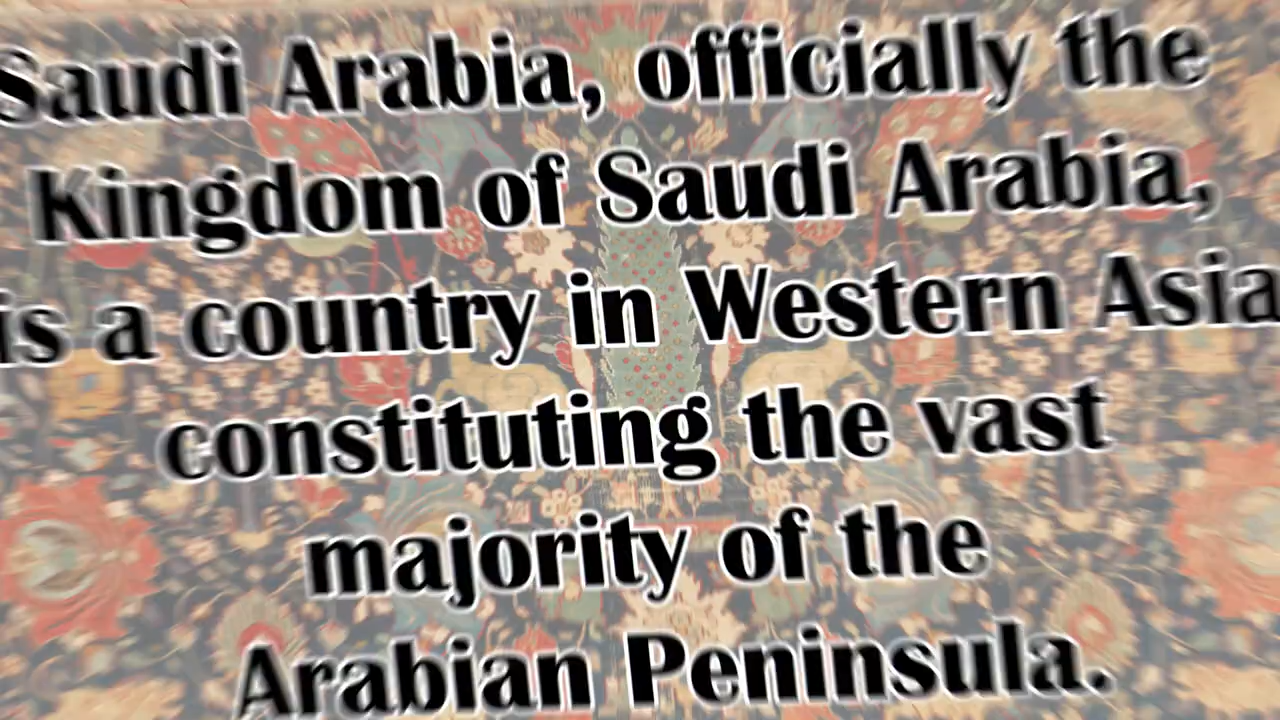 Saudi Arabia, officially the
Kingdom of Saudi Arabia,
is a country in Western Asia
constituting the vast
majority of the
Arabian Peninsula.